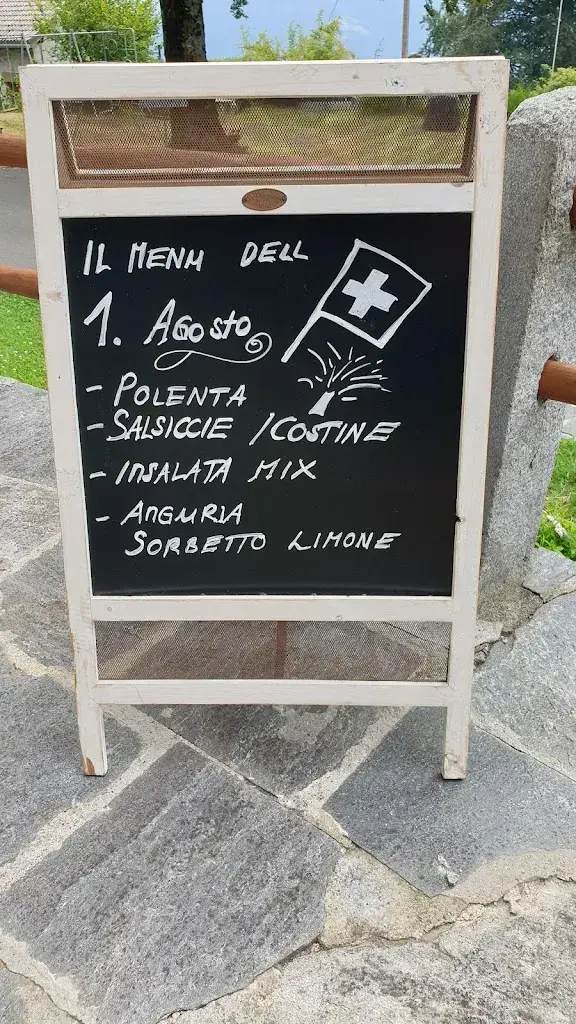 IL MENU DELL
1. Agosto
- POLENTA
- SALSICCIE / COSTINE
- INSALATA MIX
- ANGURIA
SORBETTO LIMONE